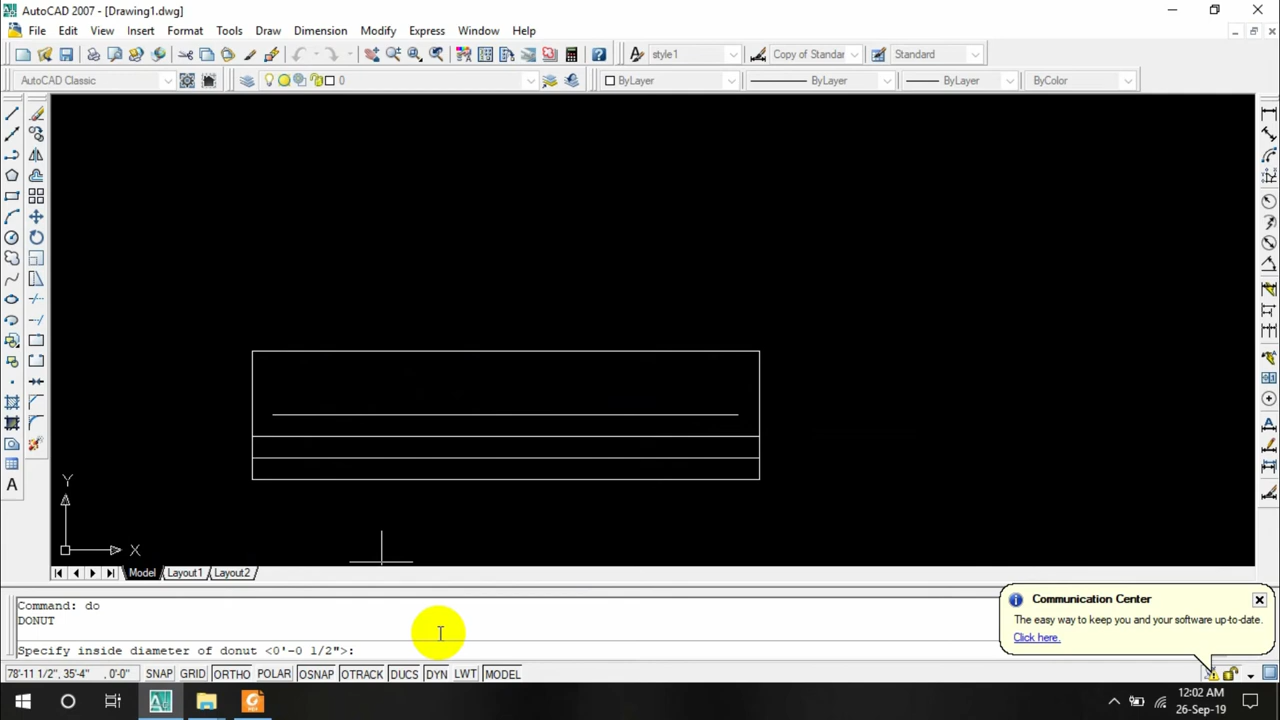 AutoCAD 2007 - [Drawing1.dwg]
File Edit View Insert Format Tools Draw Dimension Modify Express Window Help
style1 Copy of Standar Standard
AutoCAD Classic 0 ByLayer ByLayer ByLayer ByColor
A
Y
X
Model Layout1 Layout2
Command: do
DONUT
Specify inside diameter of donut <0'-0 1/2">:
Communication Center
The easy way to keep you and your software up-to-date.
Click here.
78'-11 1/2", 35'-4" , 0'-0" SNAP GRID ORTHO POLAR OSNAP OTRACK DUCS DYN LWT MODEL
12:02 AM
26-Sep-19